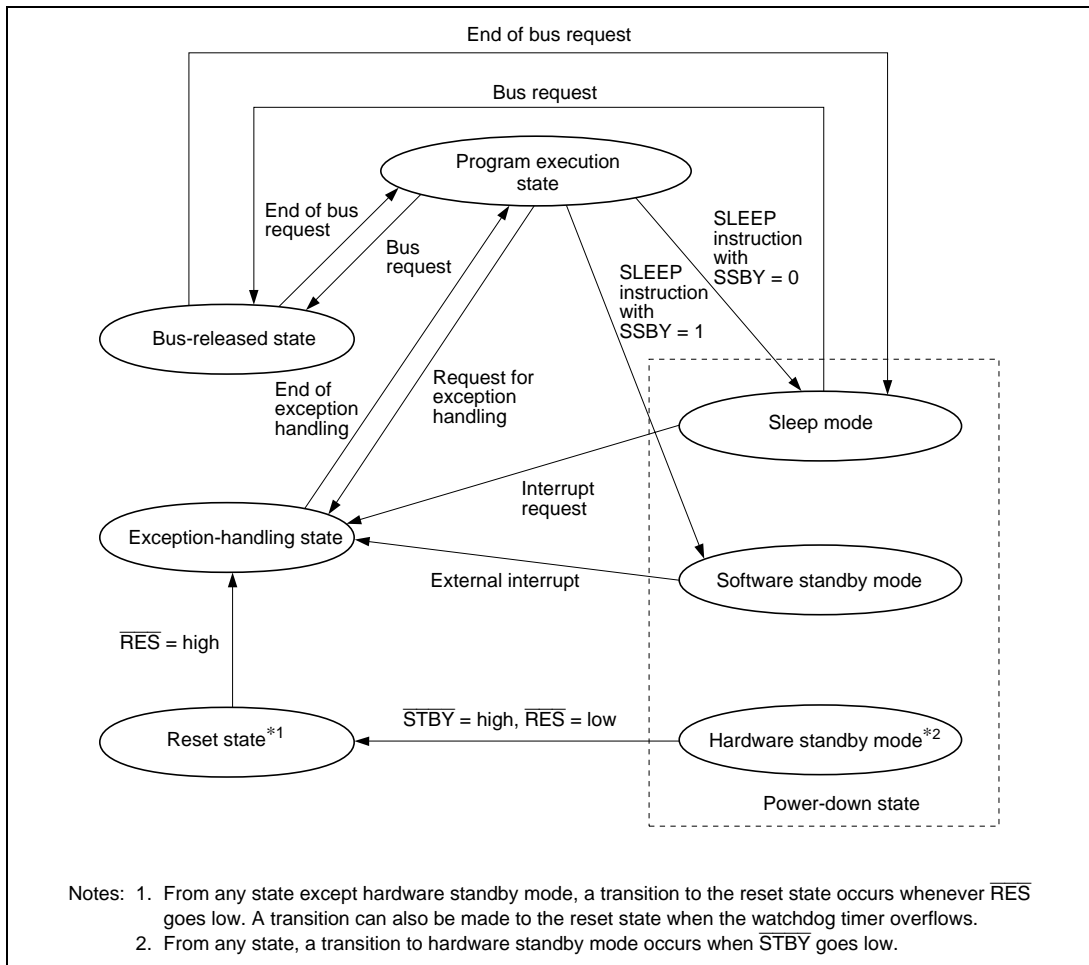 End of bus request
Bus request
Program execution
state
End of bus
request
Bus
request
SLEEP
instruction
with
SSBY = 0
SLEEP
instruction
with
SSBY = 1
Bus-released state
End of
exception
handling
Request for
exception
handling
Sleep mode
Interrupt
request
Exception-handling state
External interrupt
Software standby mode
R̅E̅S̅ = high
S̅T̅B̅Y̅ = high, R̅E̅S̅ = low
Reset state*1
Hardware standby mode*2
Power-down state
Notes: 1. From any state except hardware standby mode, a transition to the reset state occurs whenever R̅E̅S̅
goes low. A transition can also be made to the reset state when the watchdog timer overflows.
2. From any state, a transition to hardware standby mode occurs when S̅T̅B̅Y̅ goes low.